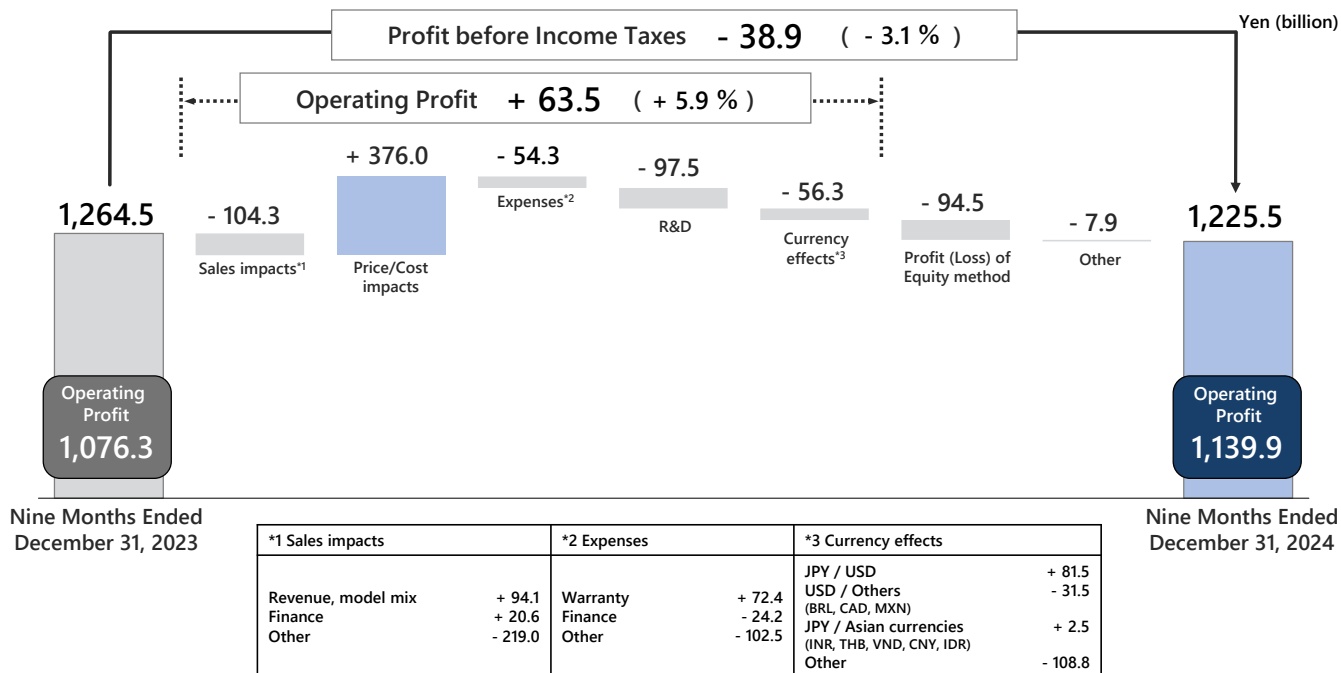 Yen (billion)
Profit before Income Taxes - 38.9 ( - 3.1 % )
Operating Profit + 63.5 ( + 5.9 % )
1,264.5
Operating
Profit
1,076.3
Nine Months Ended
December 31, 2023
- 104.3
Sales impacts*1
+ 376.0
Price/Cost
impacts
- 54.3
Expenses*2
- 97.5
R&D
- 56.3
Currency
effects*3
- 94.5
Profit (Loss) of
Equity method
- 7.9
Other
1,225.5
Operating
Profit
1,139.9
Nine Months Ended
December 31, 2024
*1 Sales impacts
Revenue, model mix + 94.1
Finance + 20.6
Other - 219.0
*2 Expenses
Warranty + 72.4
Finance - 24.2
Other - 102.5
*3 Currency effects
JPY / USD + 81.5
USD / Others - 31.5
(BRL, CAD, MXN)
JPY / Asian currencies + 2.5
(INR, THB, VND, CNY, IDR)
Other - 108.8